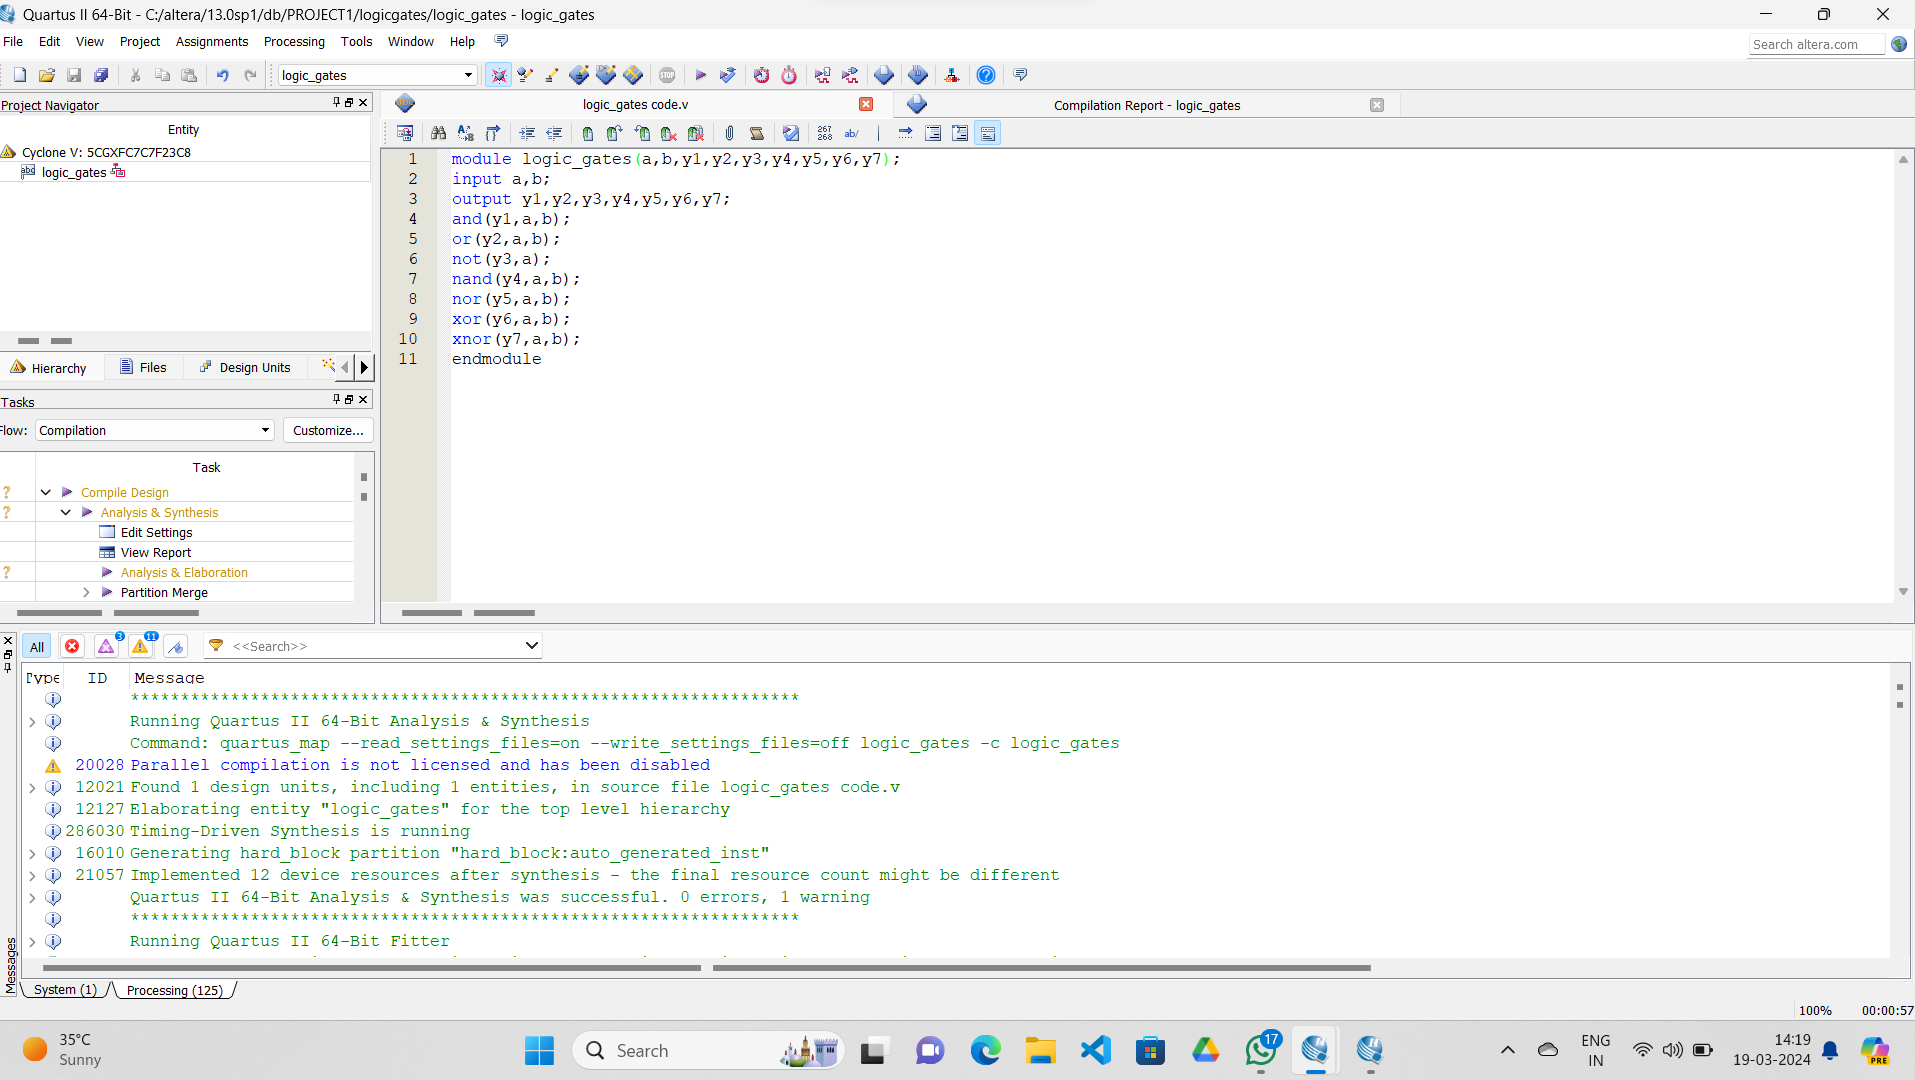 Quartus II 64-Bit - C:/altera/13.0sp1/db/PROJECT1/logicgates/logic_gates - logic_gates
File Edit View Project Assignments Processing Tools Window Help
Search altera.com
logic_gates
STOP
Project Navigator
Entity
Cyclone V: 5CGXFC7C7F23C8
abd logic_gates
Hierarchy Files Design Units
Tasks
Flow: Compilation Customize...
Task
? Compile Design
? Analysis & Synthesis
Edit Settings
View Report
? Analysis & Elaboration
Partition Merge
logic_gates code.v
Compilation Report - logic_gates
267
268
ab/
1 module logic_gates(a,b,y1,y2,y3,y4,y5,y6,y7);
2 input a,b;
3 output y1,y2,y3,y4,y5,y6,y7;
4 and(y1,a,b);
5 or(y2,a,b);
6 not(y3,a);
7 nand(y4,a,b);
8 nor(y5,a,b);
9 xor(y6,a,b);
10 xnor(y7,a,b);
11 endmodule
All 3 11 <<Search>>
Type ID Message
*******************************************************************
Running Quartus II 64-Bit Analysis & Synthesis
Command: quartus_map --read_settings_files=on --write_settings_files=off logic_gates -c logic_gates
20028 Parallel compilation is not licensed and has been disabled
12021 Found 1 design units, including 1 entities, in source file logic_gates code.v
12127 Elaborating entity "logic_gates" for the top level hierarchy
286030 Timing-Driven Synthesis is running
16010 Generating hard_block partition "hard_block:auto_generated_inst"
21057 Implemented 12 device resources after synthesis - the final resource count might be different
Quartus II 64-Bit Analysis & Synthesis was successful. 0 errors, 1 warning
*******************************************************************
Running Quartus II 64-Bit Fitter
Messages
System (1) Processing (125)
100% 00:00:57
35°C
Sunny
Search
17
ENG
IN
14:19
19-03-2024
PRE